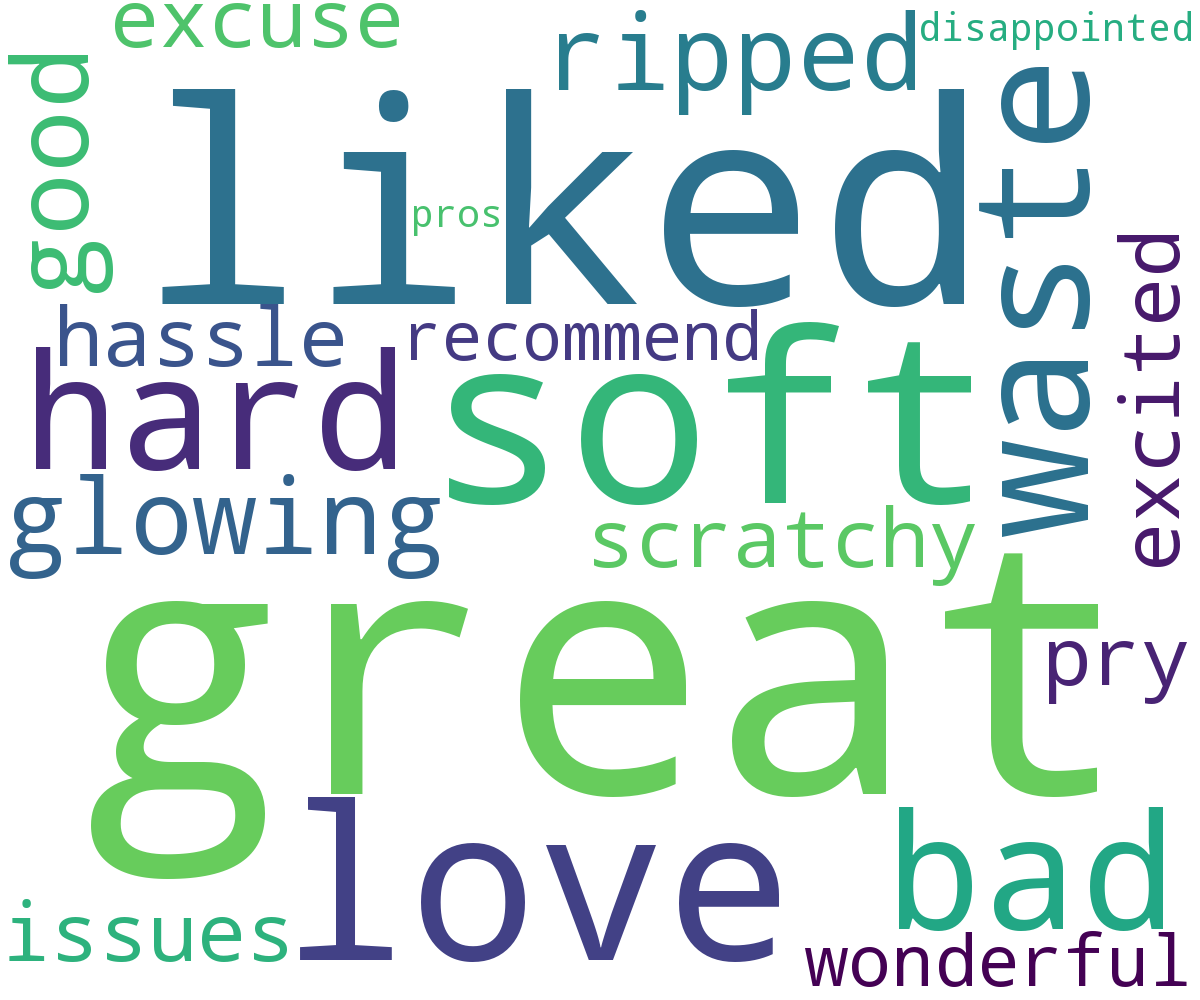 excuse
ripped
disappointed
good
liked
waste
pros
excited
hassle
recommend
hard
soft
glowing
scratchy
great
pry
love
bad
issues
wonderful